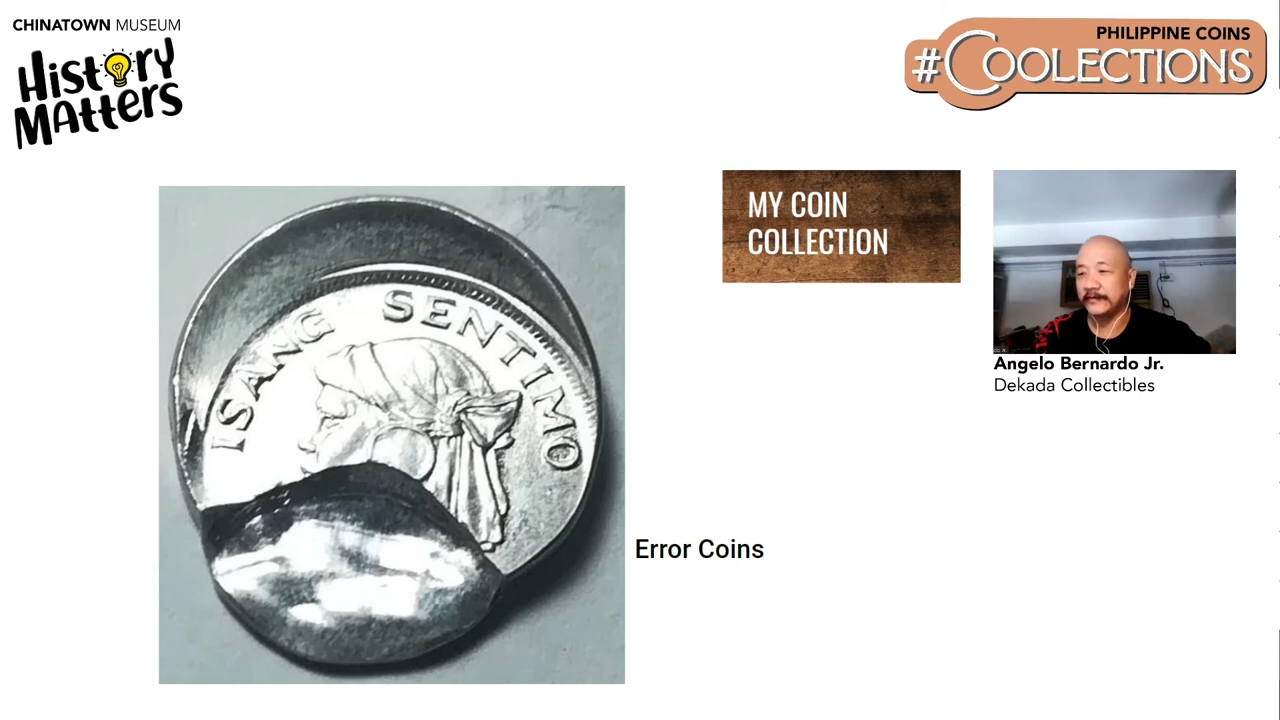 CHINATOWN MUSEUM
HistOry
Matters
PHILIPPINE COINS
#COOLECTIONS
MY COIN
COLLECTION
ISANG SENTIMO
Angelo Bernardo Jr.
Dekada Collectibles
Error Coins